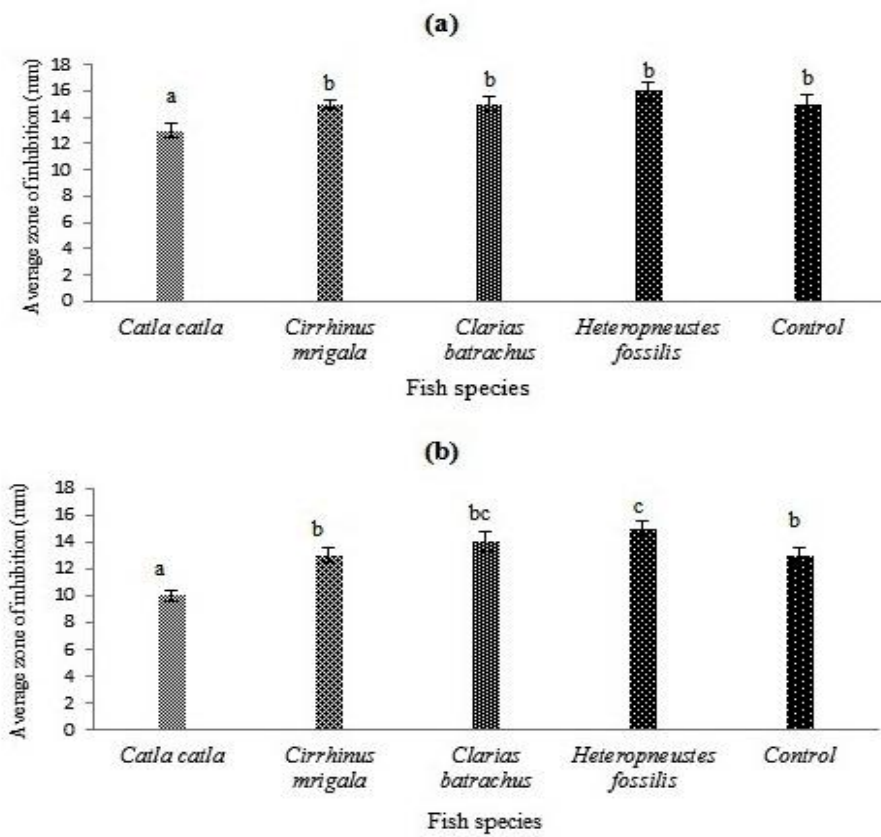 (a)
Average zone of inhibition (mm)
18
16
14
12
10
8
6
4
2
0
a
b
b
b
b
Catla catla
Cirrhinus mrigala
Clarias batrachus
Heteropneustes fossilis
Control
Fish species
(b)
Average zone of inhibition (mm)
18
16
14
12
10
8
6
4
2
0
a
b
bc
c
b
Catla catla
Cirrhinus mrigala
Clarias batrachus
Heteropneustes fossilis
Control
Fish species